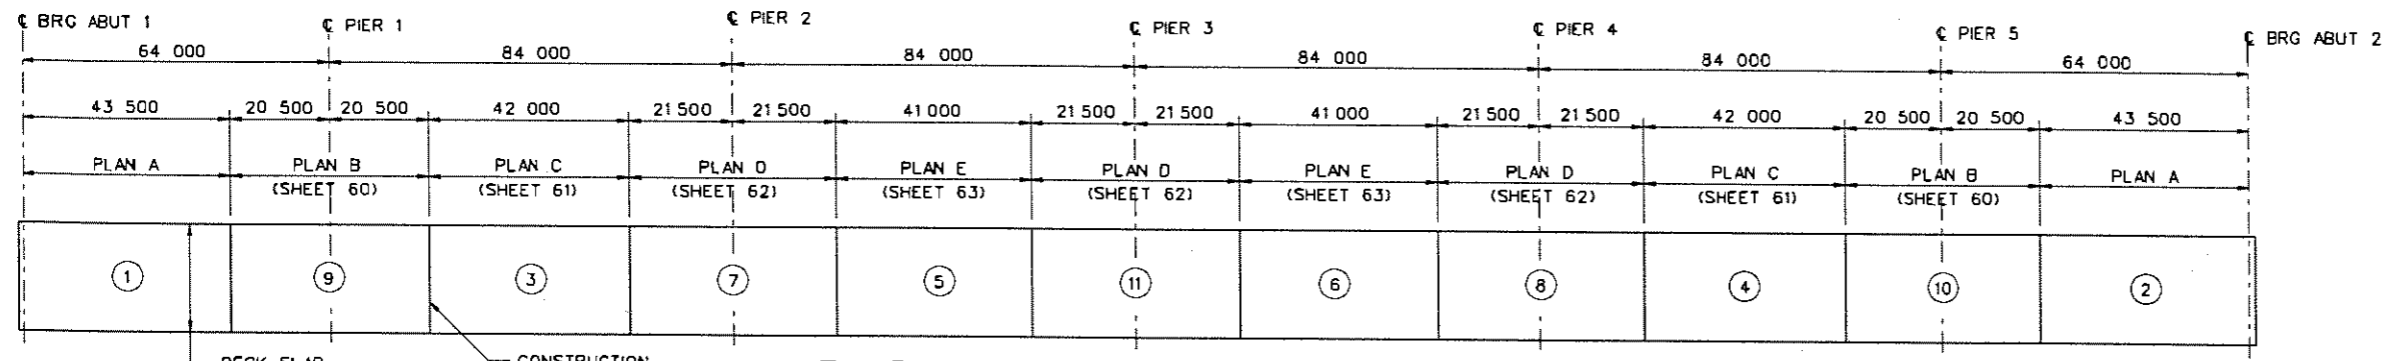 ℄ BRG ABUT 1
℄ PIER 1
℄ PIER 2
℄ PIER 3
℄ PIER 4
℄ PIER 5
℄ BRG ABUT 2
64 000 84 000 84 000 84 000 84 000 64 000
43 500 20 500 20 500 42 000 21 500 21 500 41 000 21 500 21 500 41 000 21 500 21 500 42 000 20 500 20 500 43 500
PLAN A PLAN B PLAN C PLAN D PLAN E PLAN D PLAN E PLAN D PLAN C PLAN B PLAN A
(SHEET 60) (SHEET 61) (SHEET 62) (SHEET 63) (SHEET 62) (SHEET 63) (SHEET 62) (SHEET 61) (SHEET 60)
1 9 3 7 5 11 6 8 4 10 2
DECK SLAB CONSTRUCTION